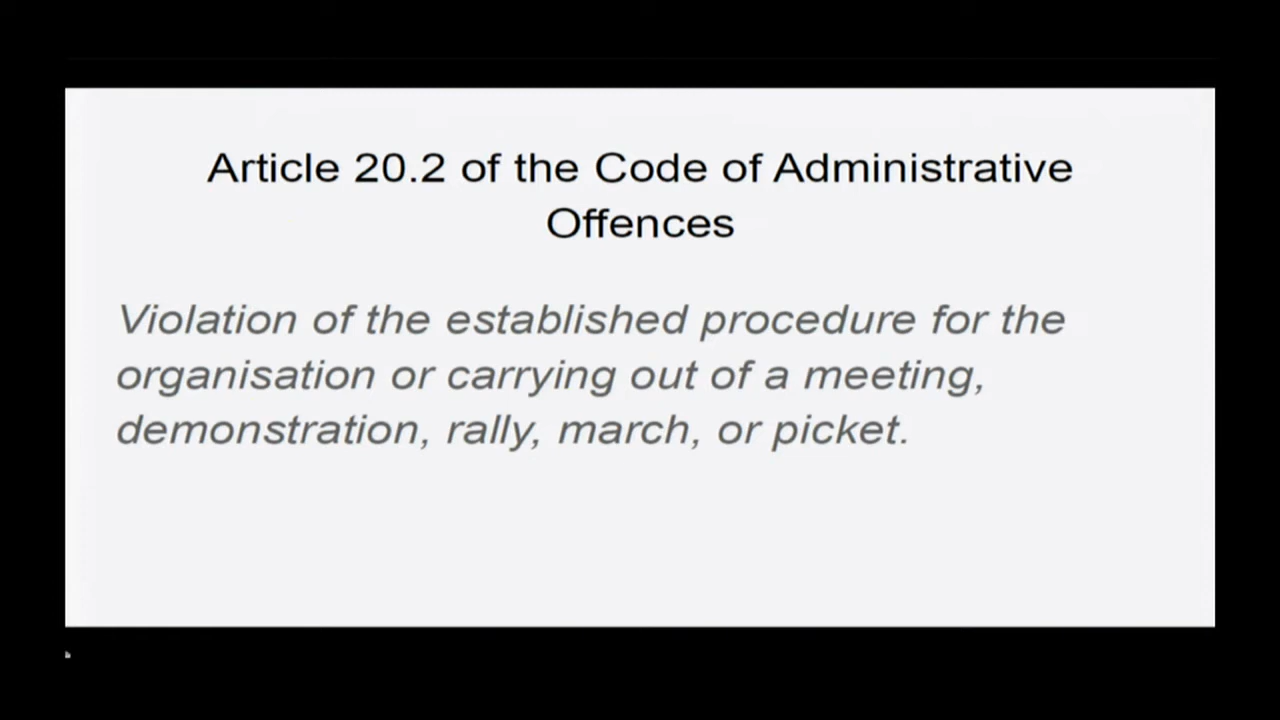 Article 20.2 of the Code of Administrative
Offences
Violation of the established procedure for the
organisation or carrying out of a meeting,
demonstration, rally, march, or picket.